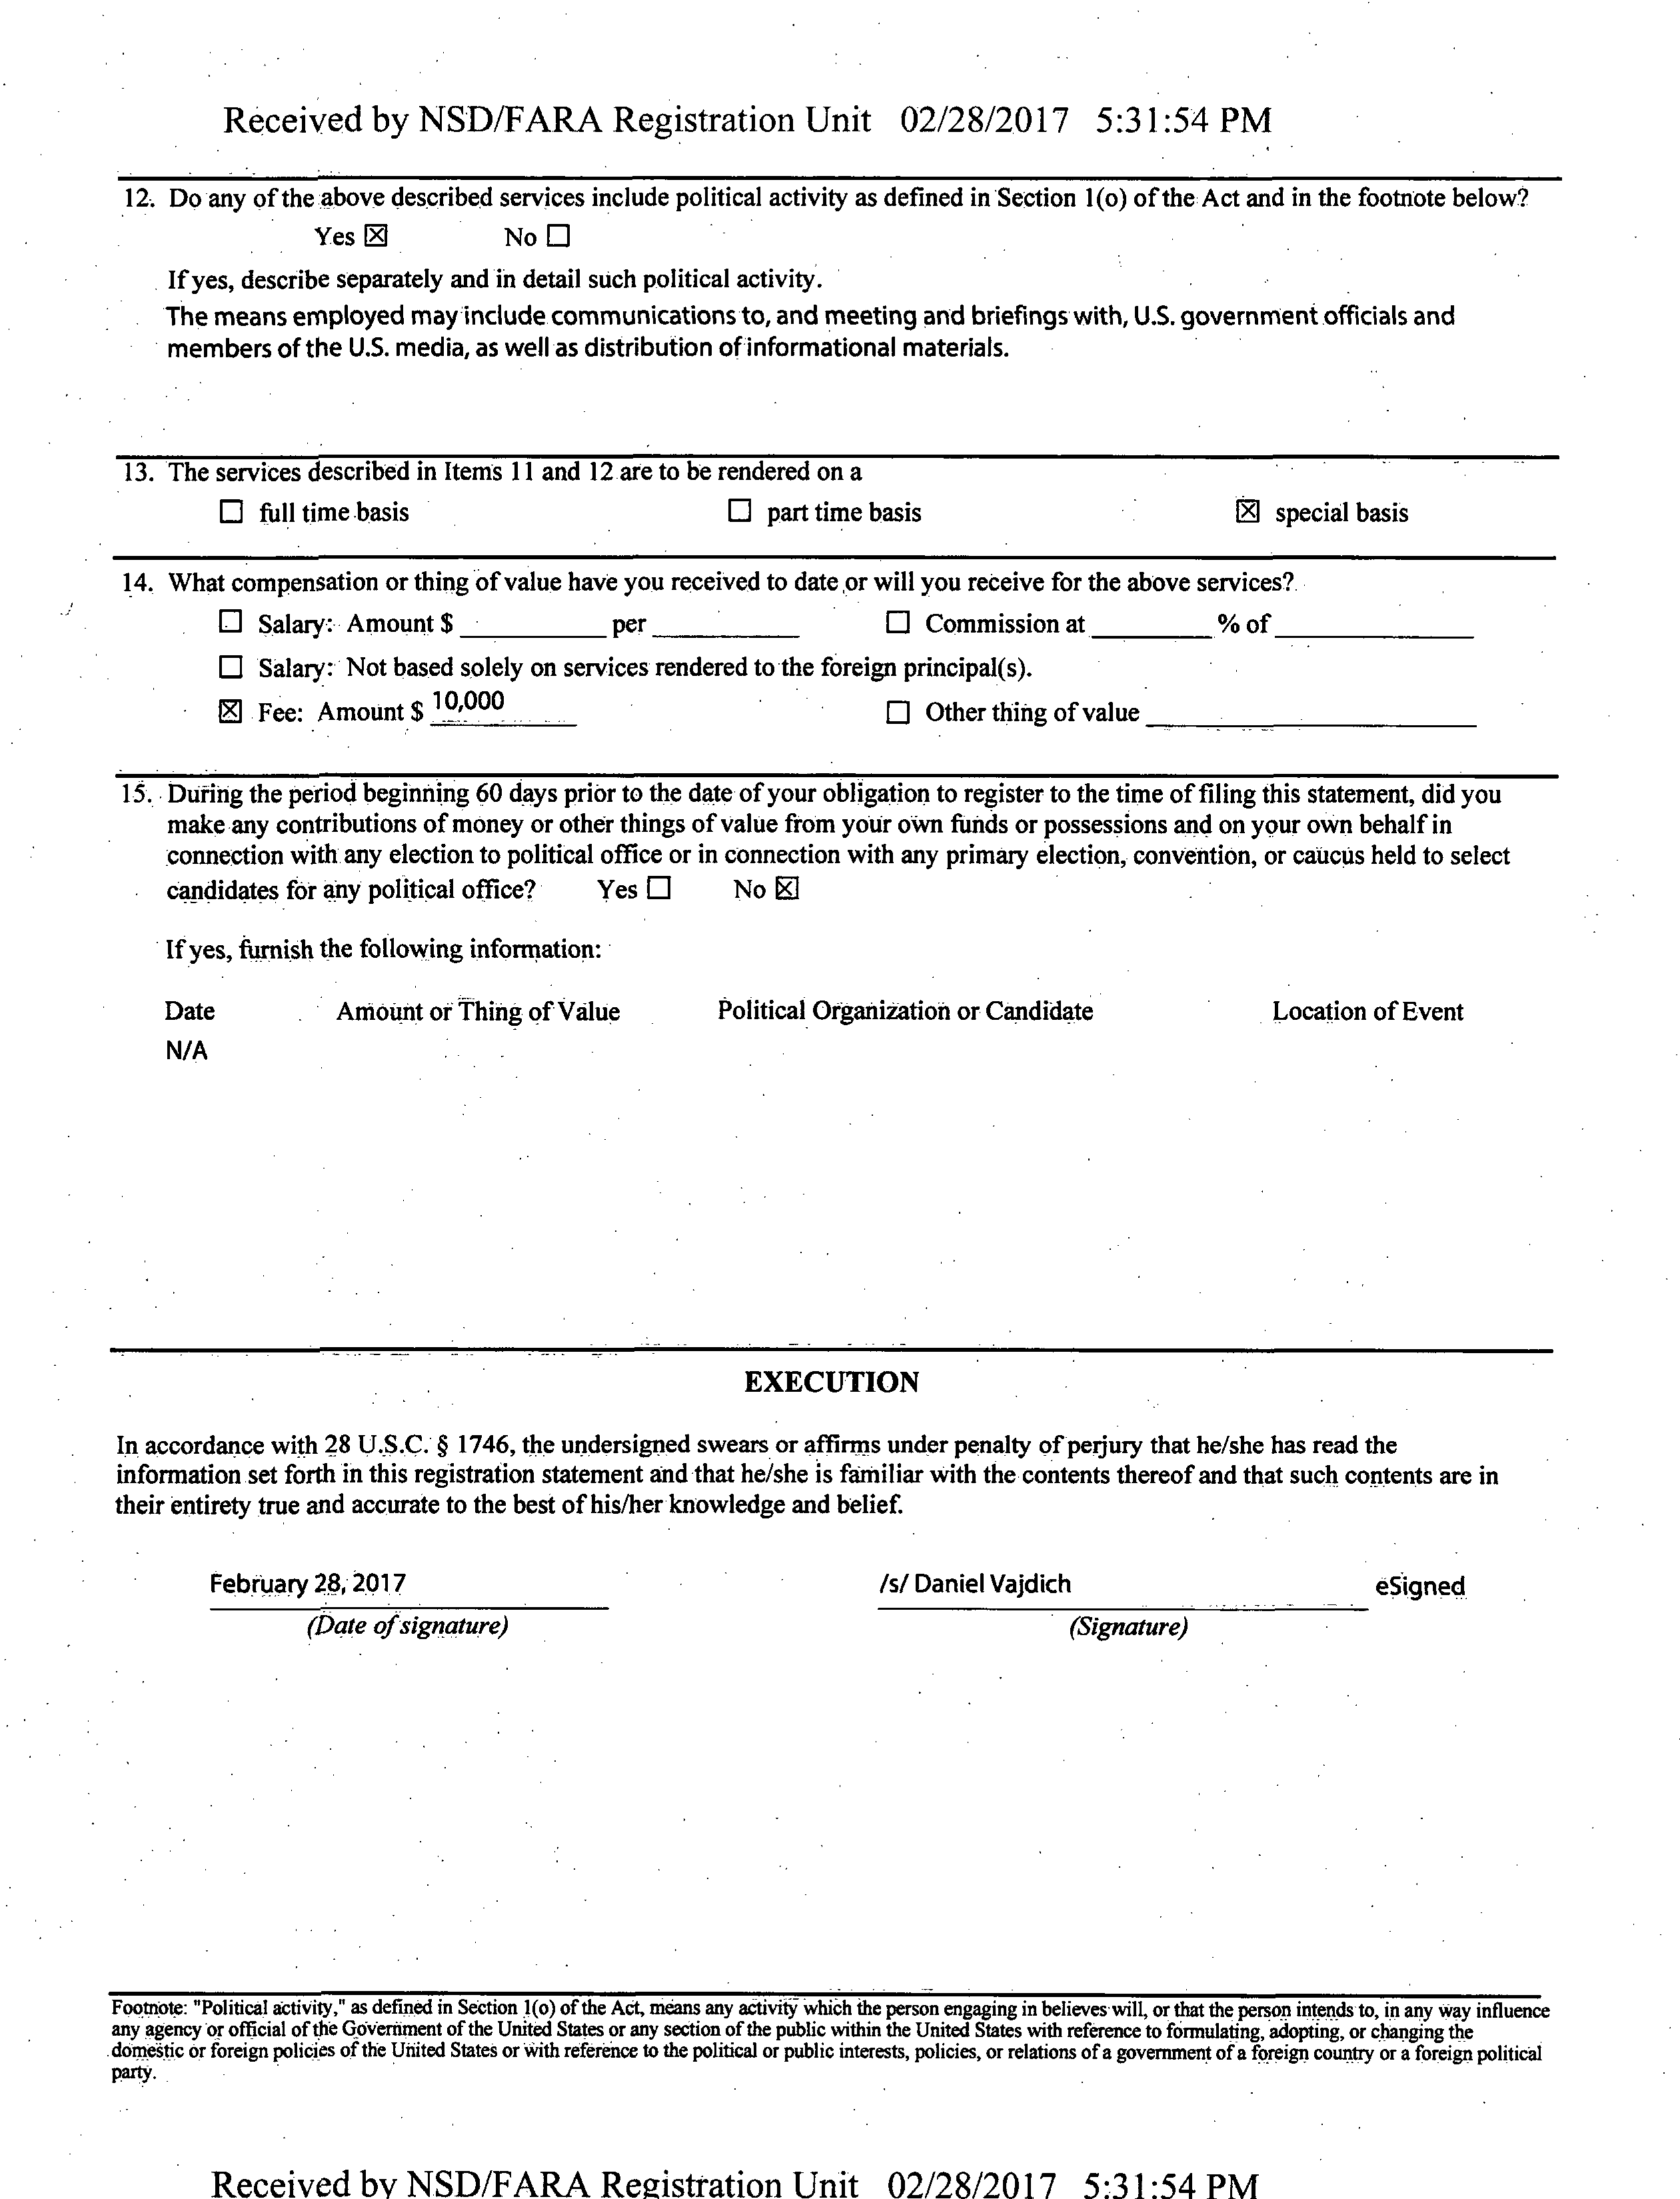 Received by NSD/FARA Registration Unit 02/28/2017 5:31:54 PM
12. Do any of the above described services include political activity as defined in Section 1(o) of the Act and in the footnote below?
Yes ☒ No ☐
If yes, describe separately and in detail such political activity.
The means employed may include communications to, and meeting and briefings with, U.S. government officials and
members of the U.S. media, as well as distribution of informational materials.
13. The services described in Items 11 and 12 are to be rendered on a
☐ full time basis ☐ part time basis ☒ special basis
14. What compensation or thing of value have you received to date or will you receive for the above services?
☐ Salary: Amount $ ________ per ________ ☐ Commission at ________ % of ________
☐ Salary: Not based solely on services rendered to the foreign principal(s).
☒ Fee: Amount $ 10,000 ☐ Other thing of value ________
15. During the period beginning 60 days prior to the date of your obligation to register to the time of filing this statement, did you
make any contributions of money or other things of value from your own funds or possessions and on your own behalf in
connection with any election to political office or in connection with any primary election, convention, or caucus held to select
candidates for any political office? Yes ☐ No ☒
If yes, furnish the following information:
Date Amount or Thing of Value Political Organization or Candidate Location of Event
N/A
EXECUTION
In accordance with 28 U.S.C. § 1746, the undersigned swears or affirms under penalty of perjury that he/she has read the
information set forth in this registration statement and that he/she is familiar with the contents thereof and that such contents are in
their entirety true and accurate to the best of his/her knowledge and belief.
February 28, 2017 /s/ Daniel Vajdich eSigned
(Date of signature) (Signature)
Footnote: "Political activity," as defined in Section 1(o) of the Act, means any activity which the person engaging in believes will, or that the person intends to, in any way influence
any agency or official of the Government of the United States or any section of the public within the United States with reference to formulating, adopting, or changing the
domestic or foreign policies of the United States or with reference to the political or public interests, policies, or relations of a government of a foreign country or a foreign political
party.
Received by NSD/FARA Registration Unit 02/28/2017 5:31:54 PM